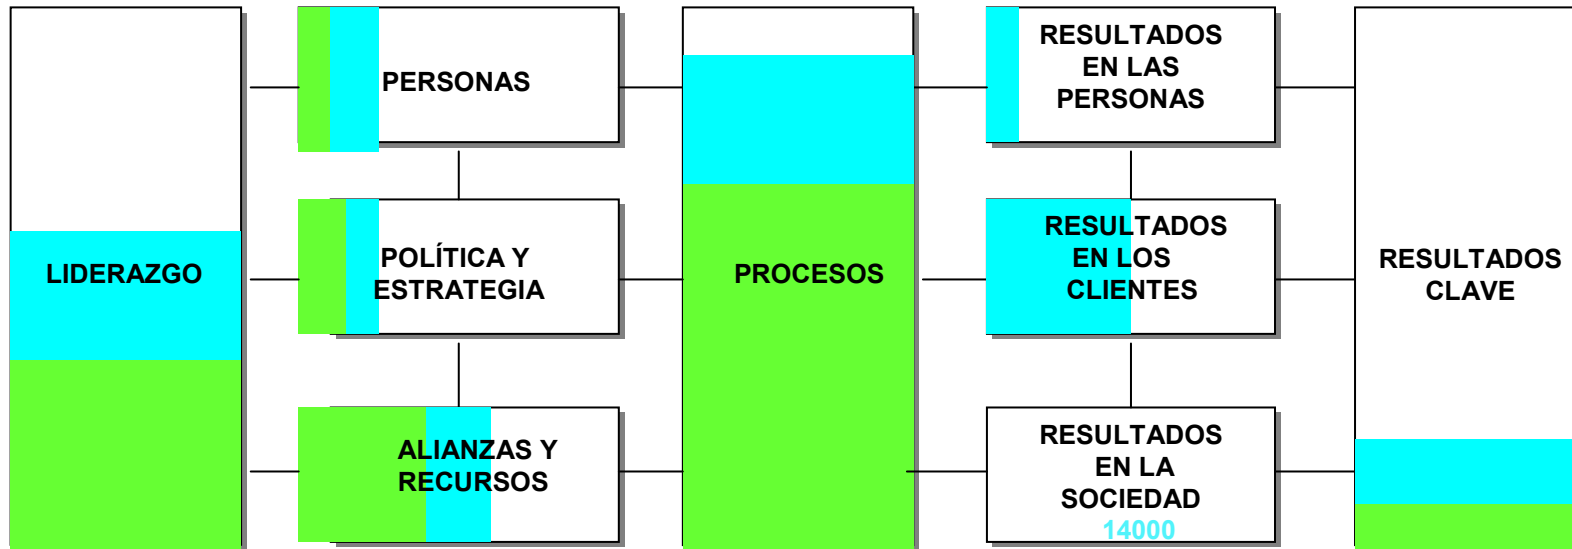 LIDERAZGO
PERSONAS
POLÍTICA Y
ESTRATEGIA
ALIANZAS Y
RECURSOS
PROCESOS
RESULTADOS
EN LAS
PERSONAS
RESULTADOS
EN LOS
CLIENTES
RESULTADOS
EN LA
SOCIEDAD
14000
RESULTADOS
CLAVE